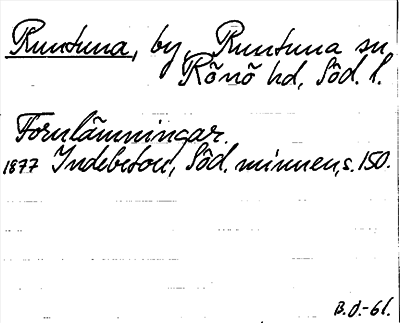 Runtuna, by, Runtuna sn,
Rönö hd, Söd. l.
Fornlämningar.
1877 Indebetou, Söd. minnen, s. 150.
B.d.-61.